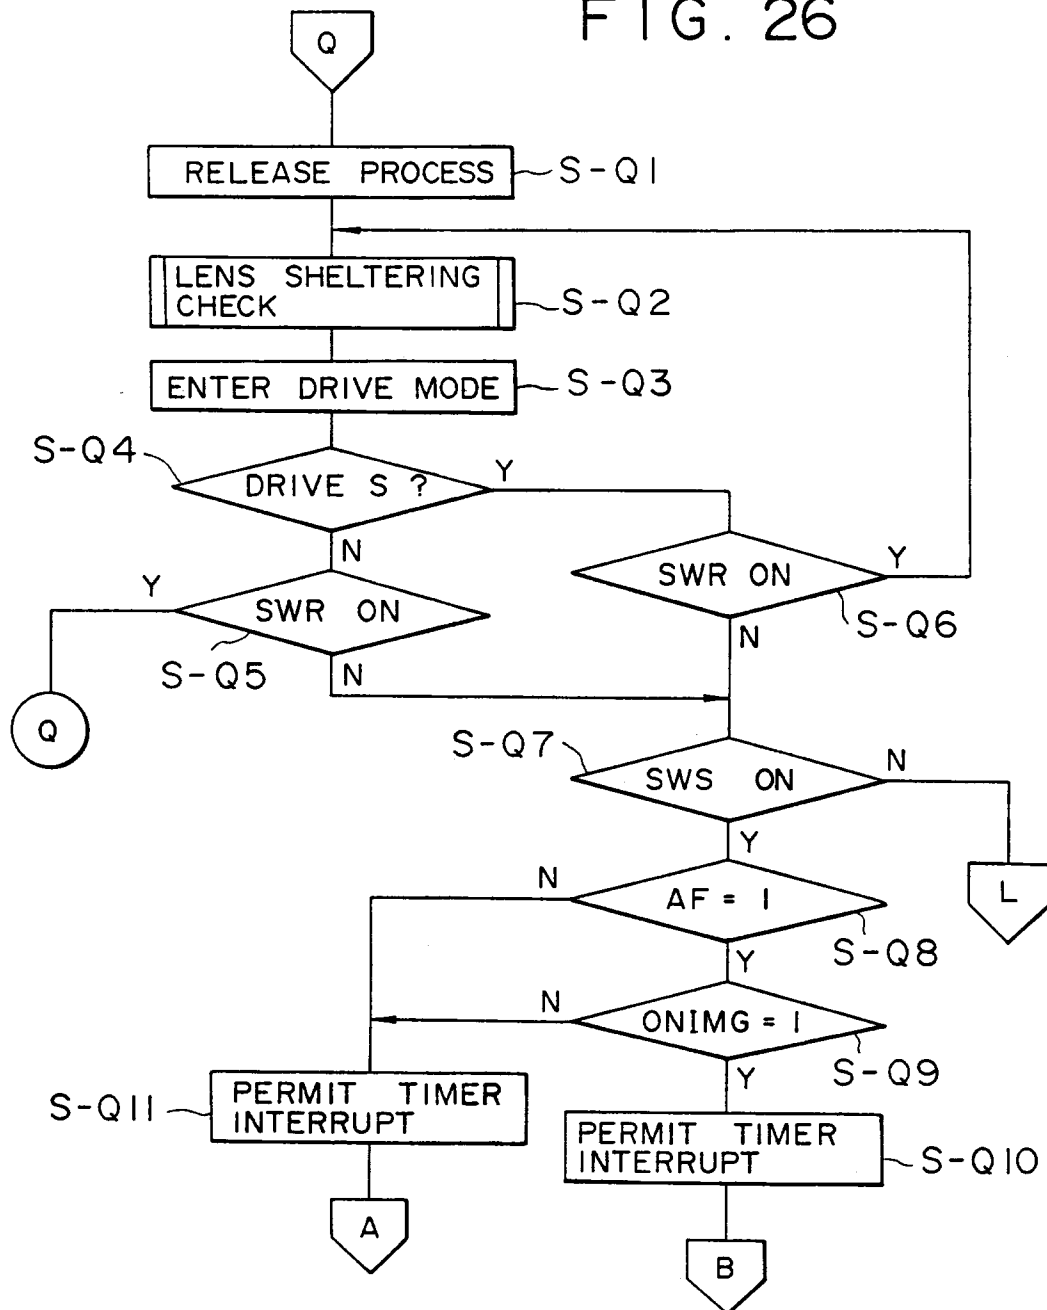 FIG. 26
Q
RELEASE PROCESS
S-Q1
LENS SHELTERING
CHECK
S-Q2
ENTER DRIVE MODE
S-Q3
S-Q4
DRIVE S ?
Y
N
SWR ON
Y
S-Q6
N
Y
SWR ON
S-Q5
N
Q
S-Q7
SWS ON
N
Y
L
N
AF = 1
S-Q8
Y
N
ONIMG = 1
S-Q9
Y
S-Q11
PERMIT TIMER
INTERRUPT
PERMIT TIMER
INTERRUPT
S-Q10
A
B